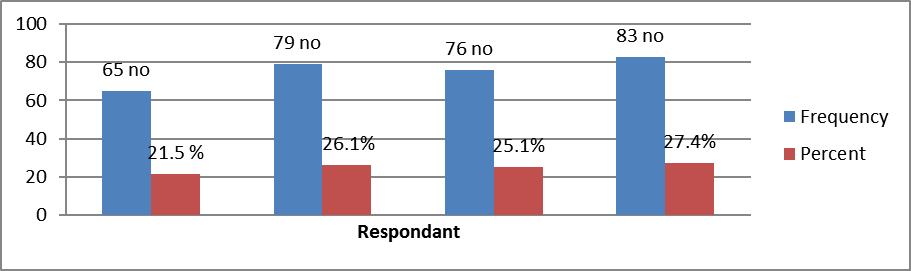 100
80
60
40
20
0
65 no
21.5 %
79 no
26.1%
76 no
25.1%
83 no
27.4%
Respondant
Frequency
Percent